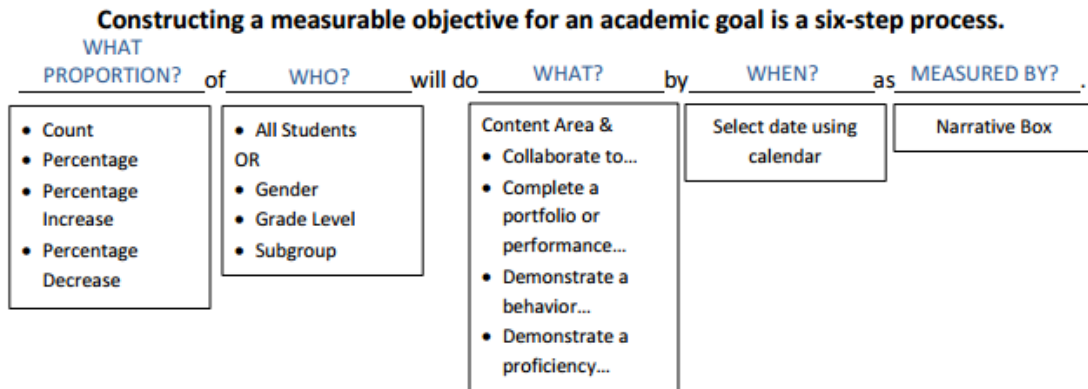 Constructing a measurable objective for an academic goal is a six-step process.
WHAT
PROPORTION? of WHO? will do WHAT? by WHEN? as MEASURED BY? .
• Count
• Percentage
• Percentage
Increase
• Percentage
Decrease
• All Students
OR
• Gender
• Grade Level
• Subgroup
Content Area &
• Collaborate to...
• Complete a
portfolio or
performance...
• Demonstrate a
behavior...
• Demonstrate a
proficiency...
Select date using
calendar
Narrative Box